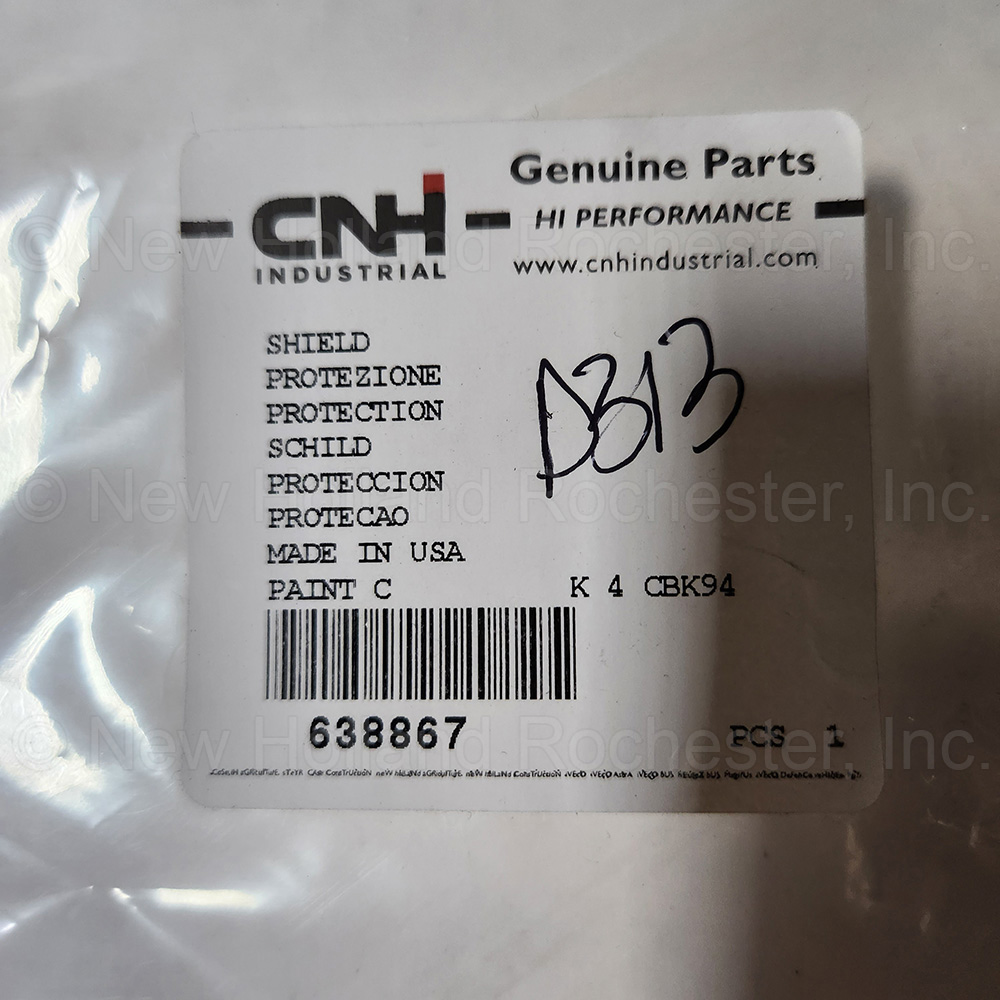 Genuine Parts
CNH
INDUSTRIAL
HI PERFORMANCE
www.cnhindustrial.com
SHIELD
PROTEZIONE
PROTECTION
SCHILD
PROTECCION
PROTECAO
MADE IN USA
PAINT C K 4 CBK94
638867
PCS 1
© New Holland Rochester, Inc.
© New Holland Rochester, Inc.
© New Holland Rochester, Inc.